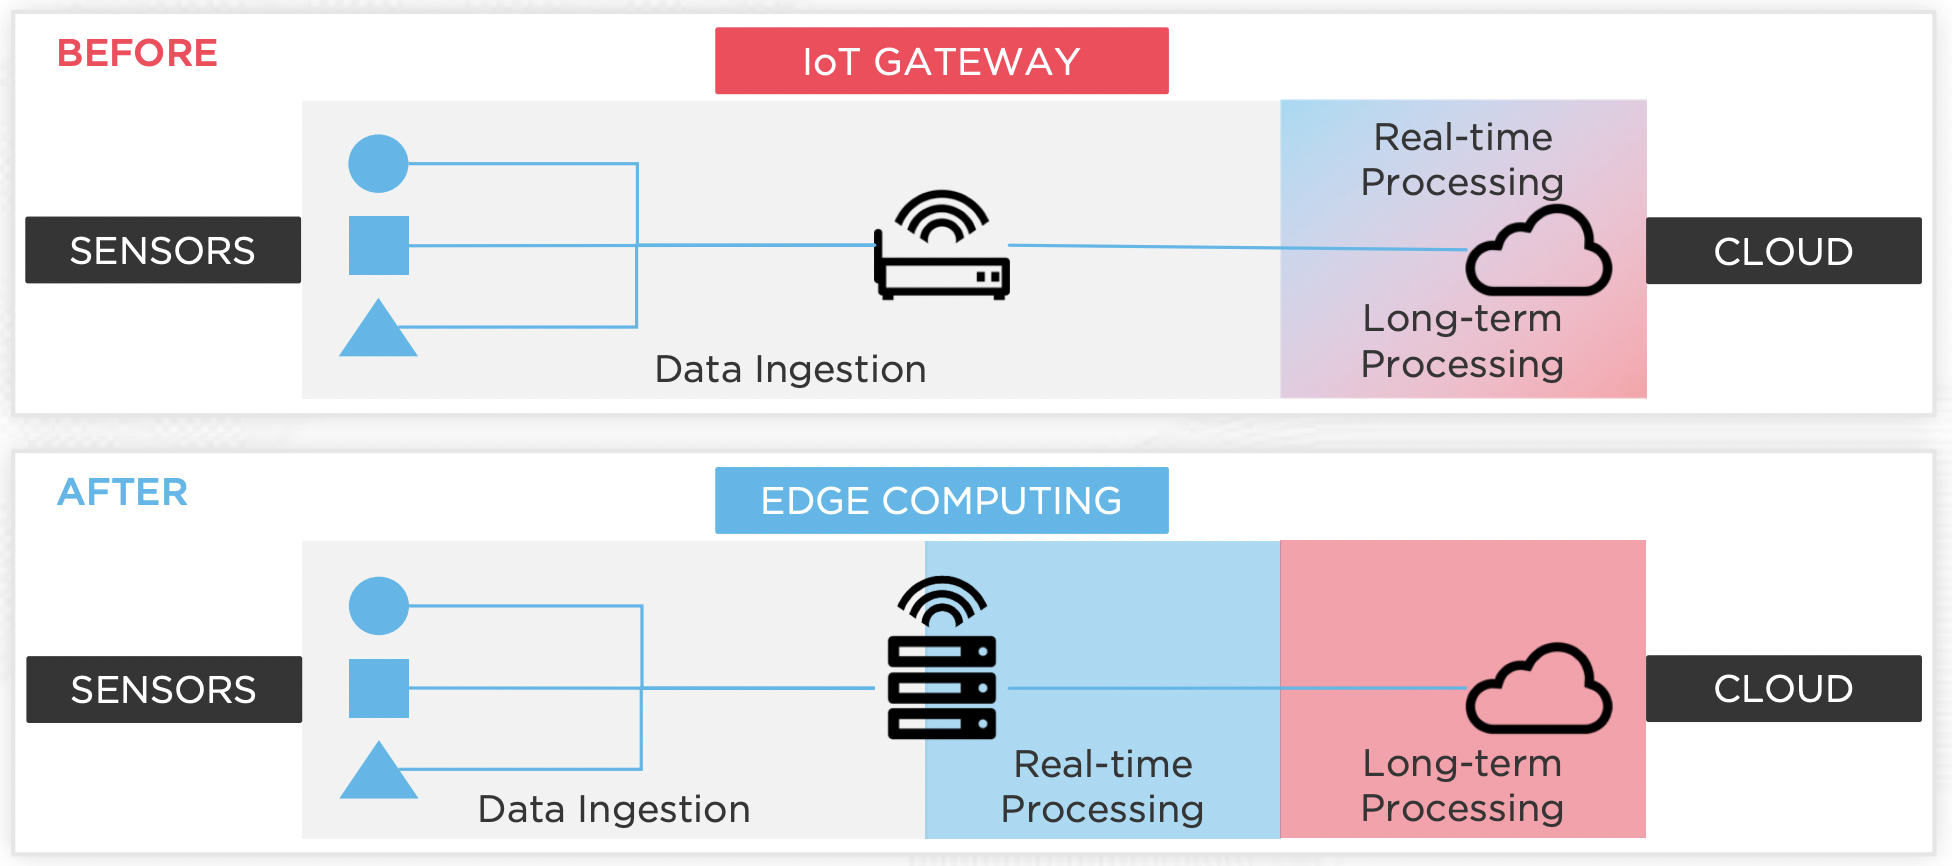 BEFORE
IoT GATEWAY
Real-time
Processing
SENSORS
CLOUD
Long-term
Processing
Data Ingestion
AFTER
EDGE COMPUTING
SENSORS
CLOUD
Data Ingestion
Real-time
Processing
Long-term
Processing